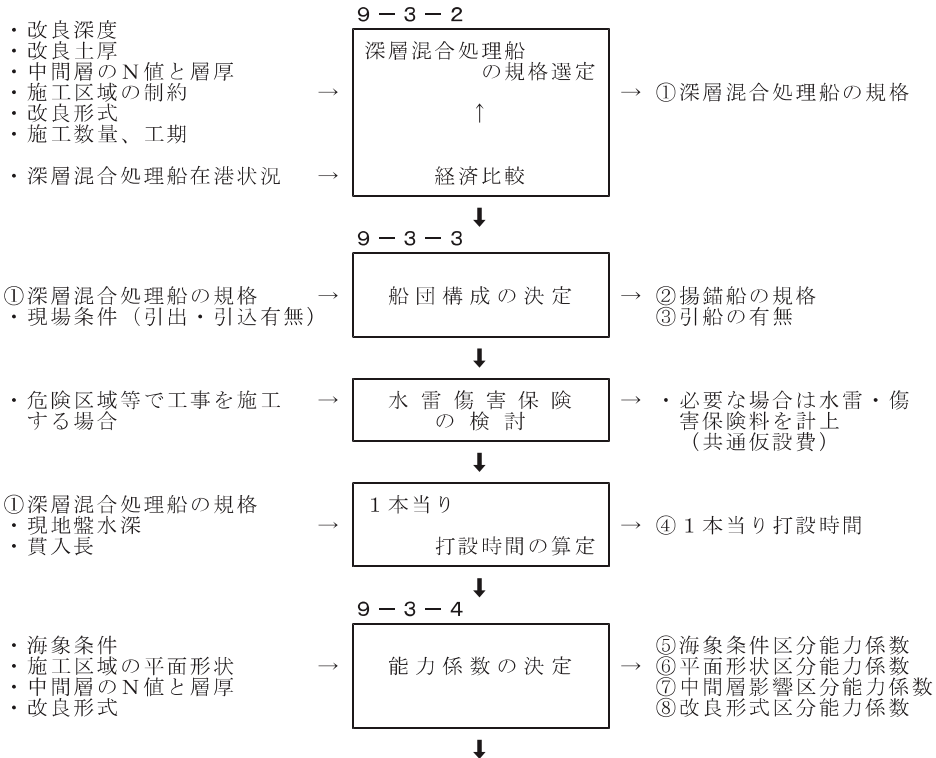 ９－３－２
・改良深度
・改良土厚
・中間層のＮ値と層厚
・施工区域の制約
・改良形式
・施工数量、工期
・深層混合処理船在港状況
→
→
深層混合処理船
の規格選定
↑
経済比較
→ ①深層混合処理船の規格
⬇
９－３－３
①深層混合処理船の規格 →
・現場条件（引出・引込有無）
船団構成の決定
→ ②揚錨船の規格
③引船の有無
⬇
・危険区域等で工事を施工 →
する場合
水雷傷害保険
の検討
→ ・必要な場合は水雷・傷
害保険料を計上
（共通仮設費）
⬇
①深層混合処理船の規格
・現地盤水深 →
・貫入長
１本当り
打設時間の算定
→ ④１本当り打設時間
⬇
９－３－４
・海象条件
・施工区域の平面形状 →
・中間層のＮ値と層厚
・改良形式
能力係数の決定
⑤海象条件区分能力係数
→ ⑥平面形状区分能力係数
⑦中間層影響区分能力係数
⑧改良形式区分能力係数
⬇